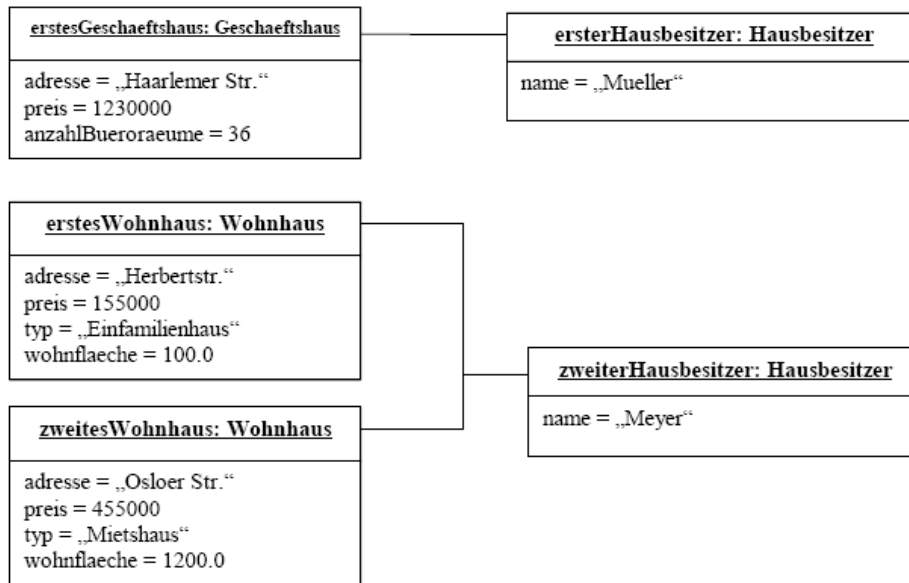 erstesGeschaeftshaus: Geschaeftshaus
adresse = „Haarlemer Str.“
preis = 1230000
anzahlBueroraeume = 36
ersterHausbesitzer: Hausbesitzer
name = „Mueller“
erstesWohnhaus: Wohnhaus
adresse = „Herbertstr.“
preis = 155000
typ = „Einfamilienhaus“
wohnflaeche = 100.0
zweitesWohnhaus: Wohnhaus
adresse = „Osloer Str.“
preis = 455000
typ = „Mietshaus“
wohnflaeche = 1200.0
zweiterHausbesitzer: Hausbesitzer
name = „Meyer“